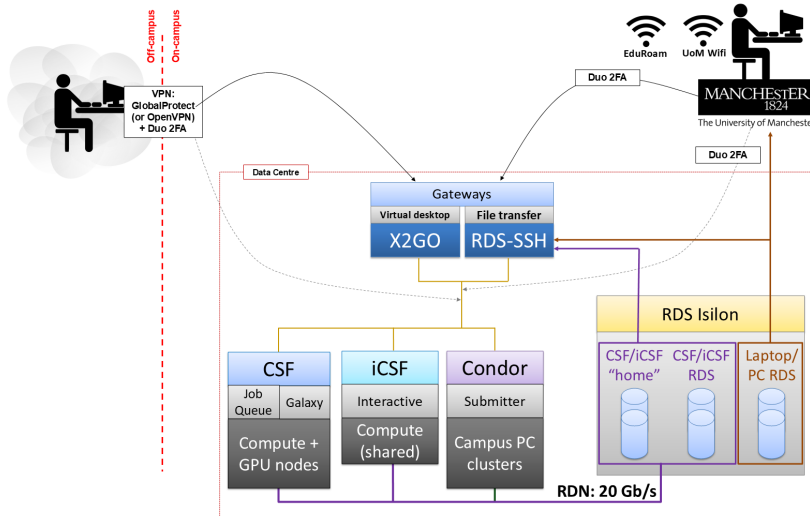 Off-campus
On-campus
EduRoam
UoM Wifi
VPN:
GlobalProtect
(or OpenVPN)
+ Duo 2FA
Duo 2FA
MANCHESTER
1824
The University of Manchester
Duo 2FA
Data Centre
Gateways
Virtual desktop
File transfer
X2GO
RDS-SSH
RDS Isilon
CSF
iCSF
Condor
CSF/iCSF
“home”
CSF/iCSF
RDS
Laptop/
PC RDS
Job
Queue
Galaxy
Interactive
Submitter
Compute +
GPU nodes
Compute
(shared)
Campus PC
clusters
RDN: 20 Gb/s